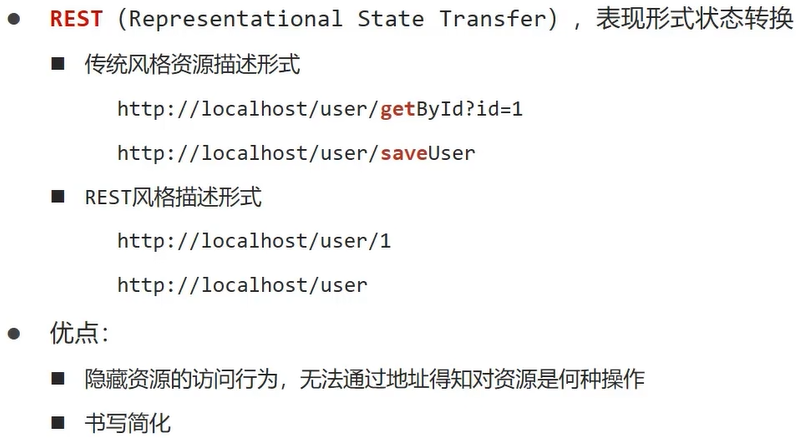 REST（Representational State Transfer），表现形式状态转换
传统风格资源描述形式
http://localhost/user/getById?id=1
http://localhost/user/saveUser
REST风格描述形式
http://localhost/user/1
http://localhost/user
优点：
隐藏资源的访问行为，无法通过地址得知对资源是何种操作
书写简化